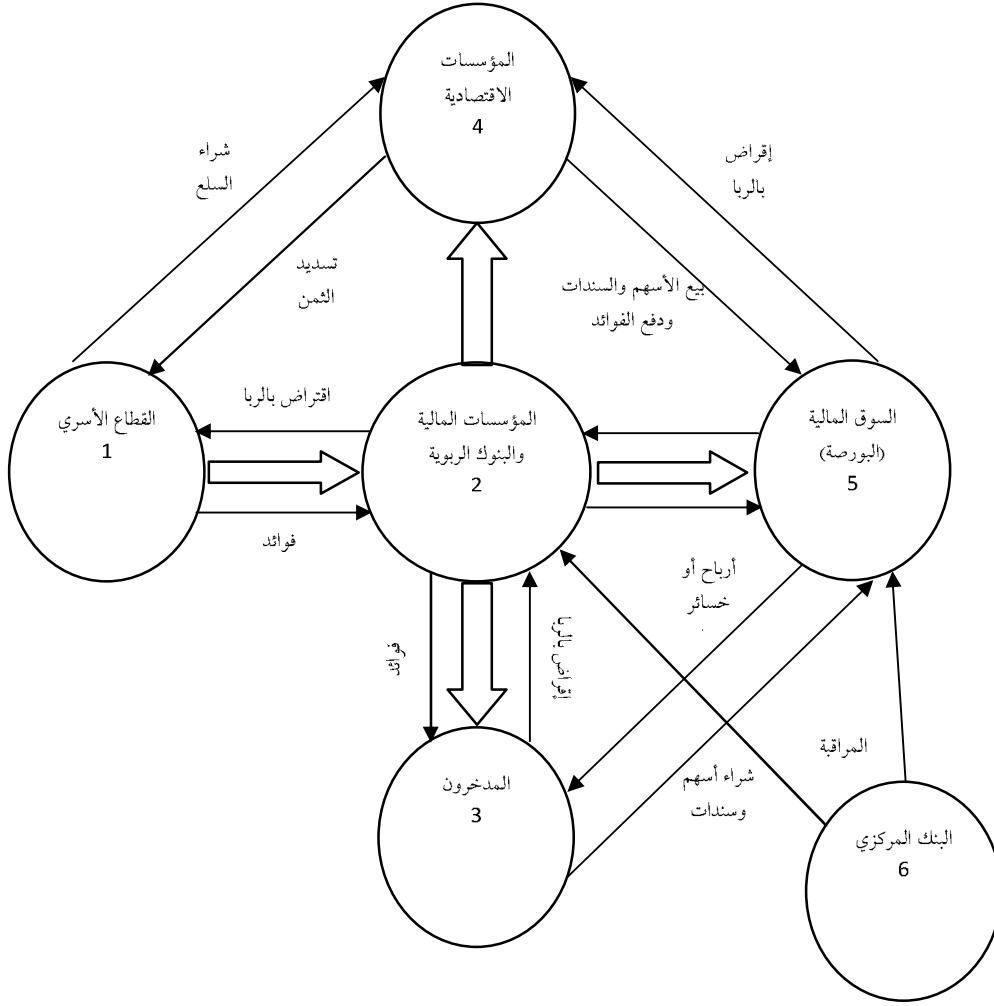 المؤسسات
الاقتصادية
4
شراء
السلع
إقراض
بالربا
تسديد
الثمن
بيع الأسهم والسندات
ودفع الفوائد
القطاع الأسري
1
اقتراض بالربا
فوائد
المؤسسات المالية
والبنوك الربوية
2
السوق المالية
(البورصة)
5
أرباح أو
خسائر
فوائد
إقراض بالربا
المدخرون
3
شراء أسهم
وسندات
المراقبة
البنك المركزي
6